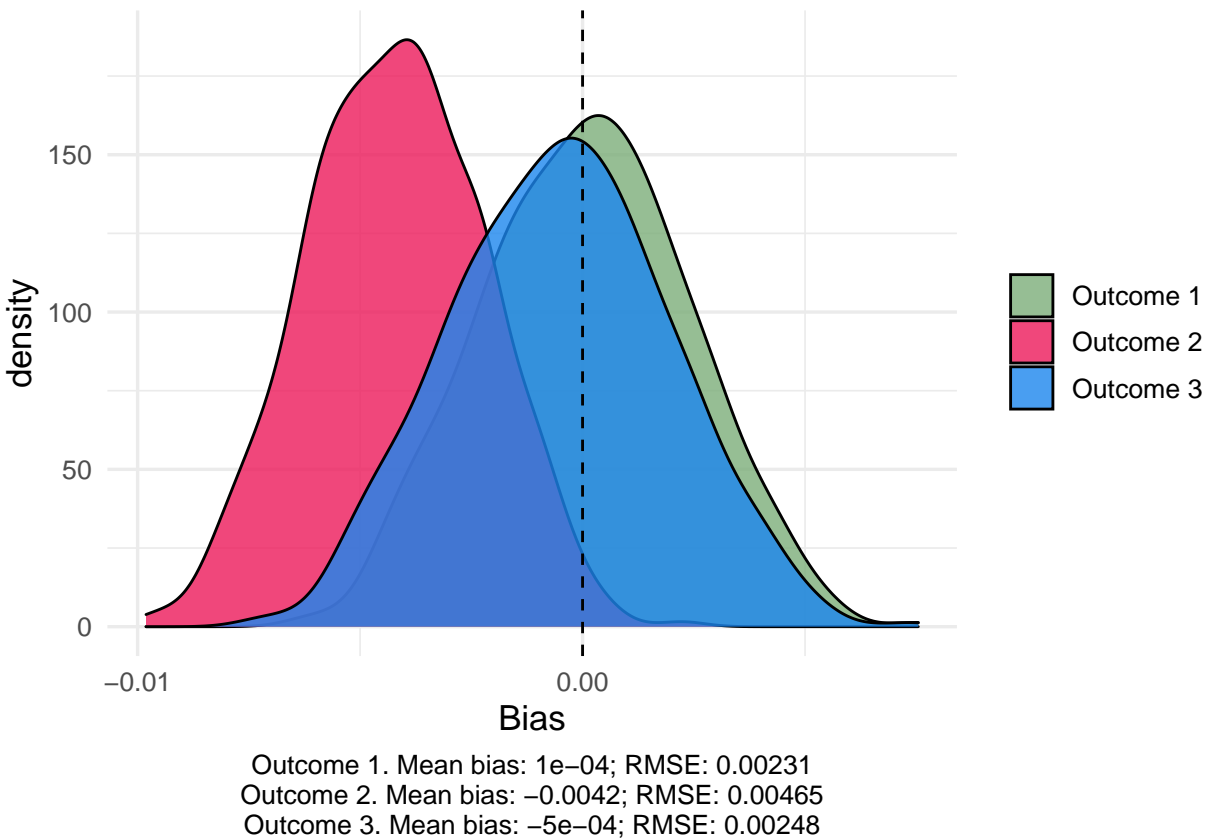 150
100
50
0
density
−0.01
0.00
Bias
Outcome 1
Outcome 2
Outcome 3
Outcome 1. Mean bias: 1e−04; RMSE: 0.00231
Outcome 2. Mean bias: −0.0042; RMSE: 0.00465
Outcome 3. Mean bias: −5e−04; RMSE: 0.00248